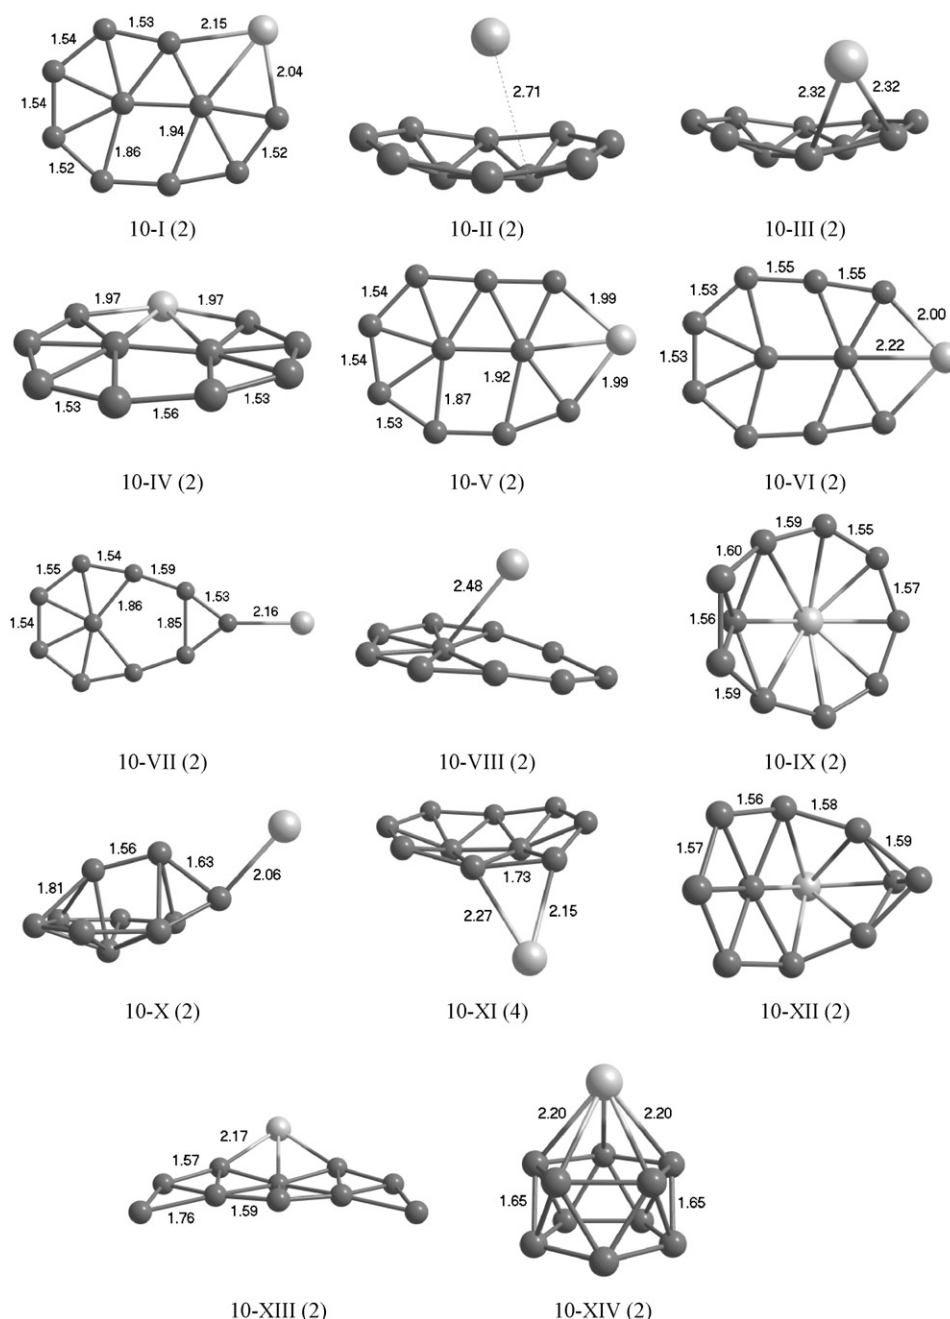 1.53 2.15
1.54
2.04
1.54
1.94
1.86
1.52 1.52
10-I (2)
2.71
10-II (2)
2.32 2.32
10-III (2)
1.97 1.97
1.53 1.56 1.53
10-IV (2)
1.54 1.99
1.54 1.92 1.99
1.87
1.53
10-V (2)
1.55 1.55
1.53
2.00
1.53 2.22
10-VI (2)
1.54 1.59
1.55
1.53
1.86 2.16
1.54 1.85
10-VII (2)
2.48
10-VIII (2)
1.59 1.55
1.60
1.57
1.56
1.59
10-IX (2)
1.56 1.63
1.81 2.06
10-X (2)
1.73
2.27 2.15
10-XI (4)
1.56 1.58
1.59
1.57
10-XII (2)
2.17
1.57
1.76 1.59
10-XIII (2)
2.20 2.20
1.65 1.65
10-XIV (2)